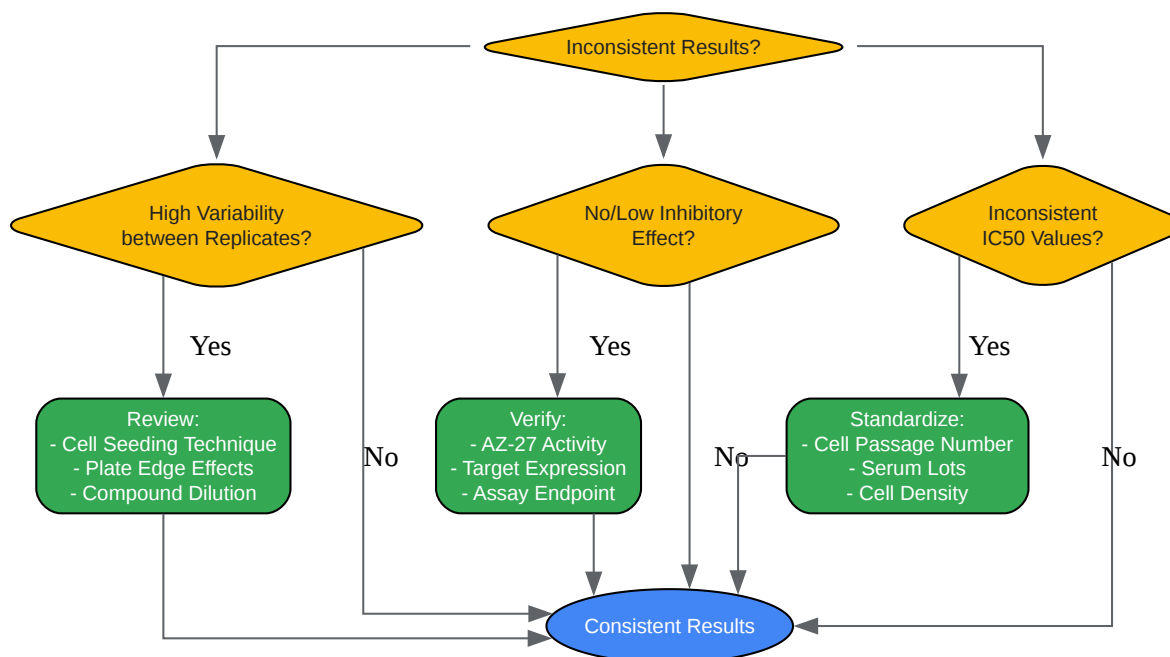 Inconsistent Results?
High Variability
between Replicates?
No/Low Inhibitory
Effect?
Inconsistent
IC50 Values?
Yes
Yes
Yes
Review:
- Cell Seeding Technique
- Plate Edge Effects
- Compound Dilution
No
Verify:
- AZ-27 Activity
- Target Expression
- Assay Endpoint
No
Standardize:
- Cell Passage Number
- Serum Lots
- Cell Density
No
Consistent Results